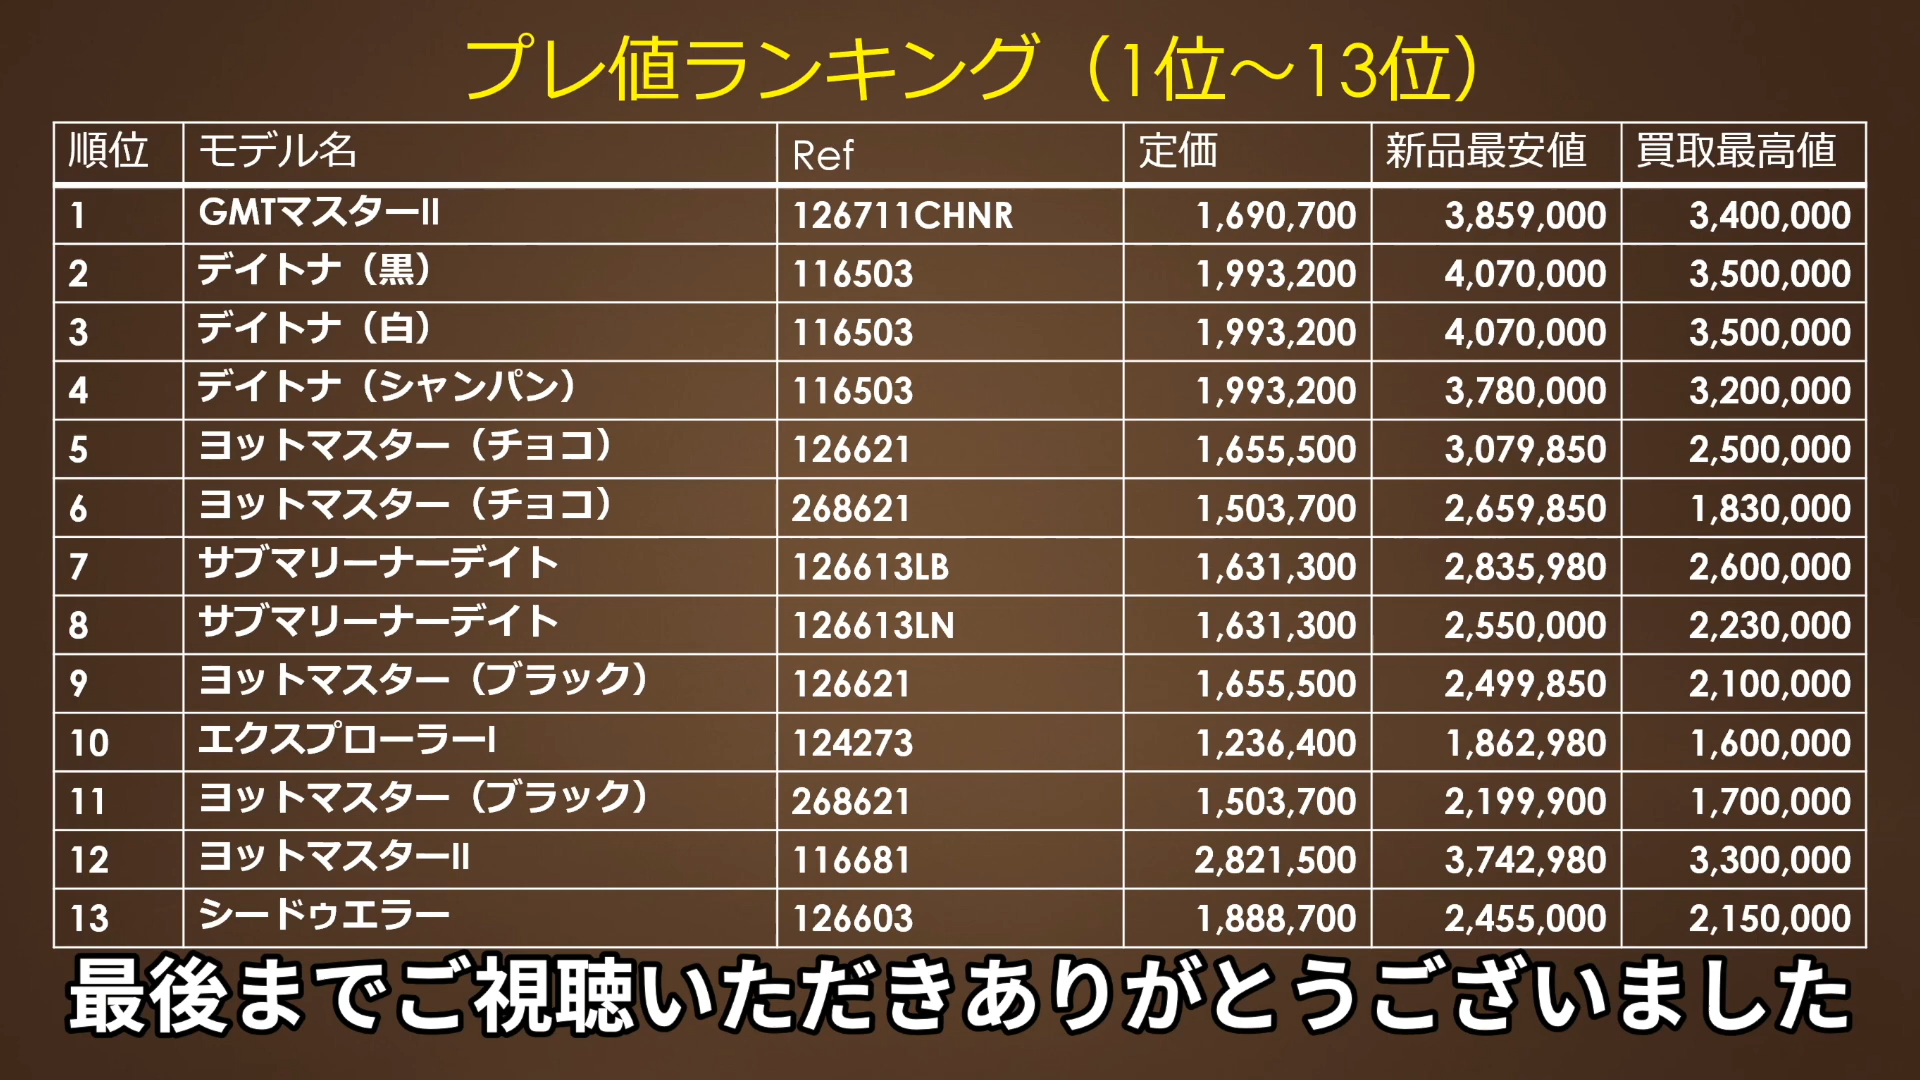 プレ値ランキング（1位～13位）
順位 モデル名 Ref 定価 新品最安値 買取最高値
1 GMTマスターII 126711CHNR 1,690,700 3,859,000 3,400,000
2 デイトナ（黒） 116503 1,993,200 4,070,000 3,500,000
3 デイトナ（白） 116503 1,993,200 4,070,000 3,500,000
4 デイトナ（シャンパン） 116503 1,993,200 3,780,000 3,200,000
5 ヨットマスター（チョコ） 126621 1,655,500 3,079,850 2,500,000
6 ヨットマスター（チョコ） 268621 1,503,700 2,659,850 1,830,000
7 サブマリーナーデイト 126613LB 1,631,300 2,835,980 2,600,000
8 サブマリーナーデイト 126613LN 1,631,300 2,550,000 2,230,000
9 ヨットマスター（ブラック） 126621 1,655,500 2,499,850 2,100,000
10 エクスプローラーI 124273 1,236,400 1,862,980 1,600,000
11 ヨットマスター（ブラック） 268621 1,503,700 2,199,900 1,700,000
12 ヨットマスターII 116681 2,821,500 3,742,980 3,300,000
13 シードゥエラー 126603 1,888,700 2,455,000 2,150,000
最後までご視聴いただきありがとうございました